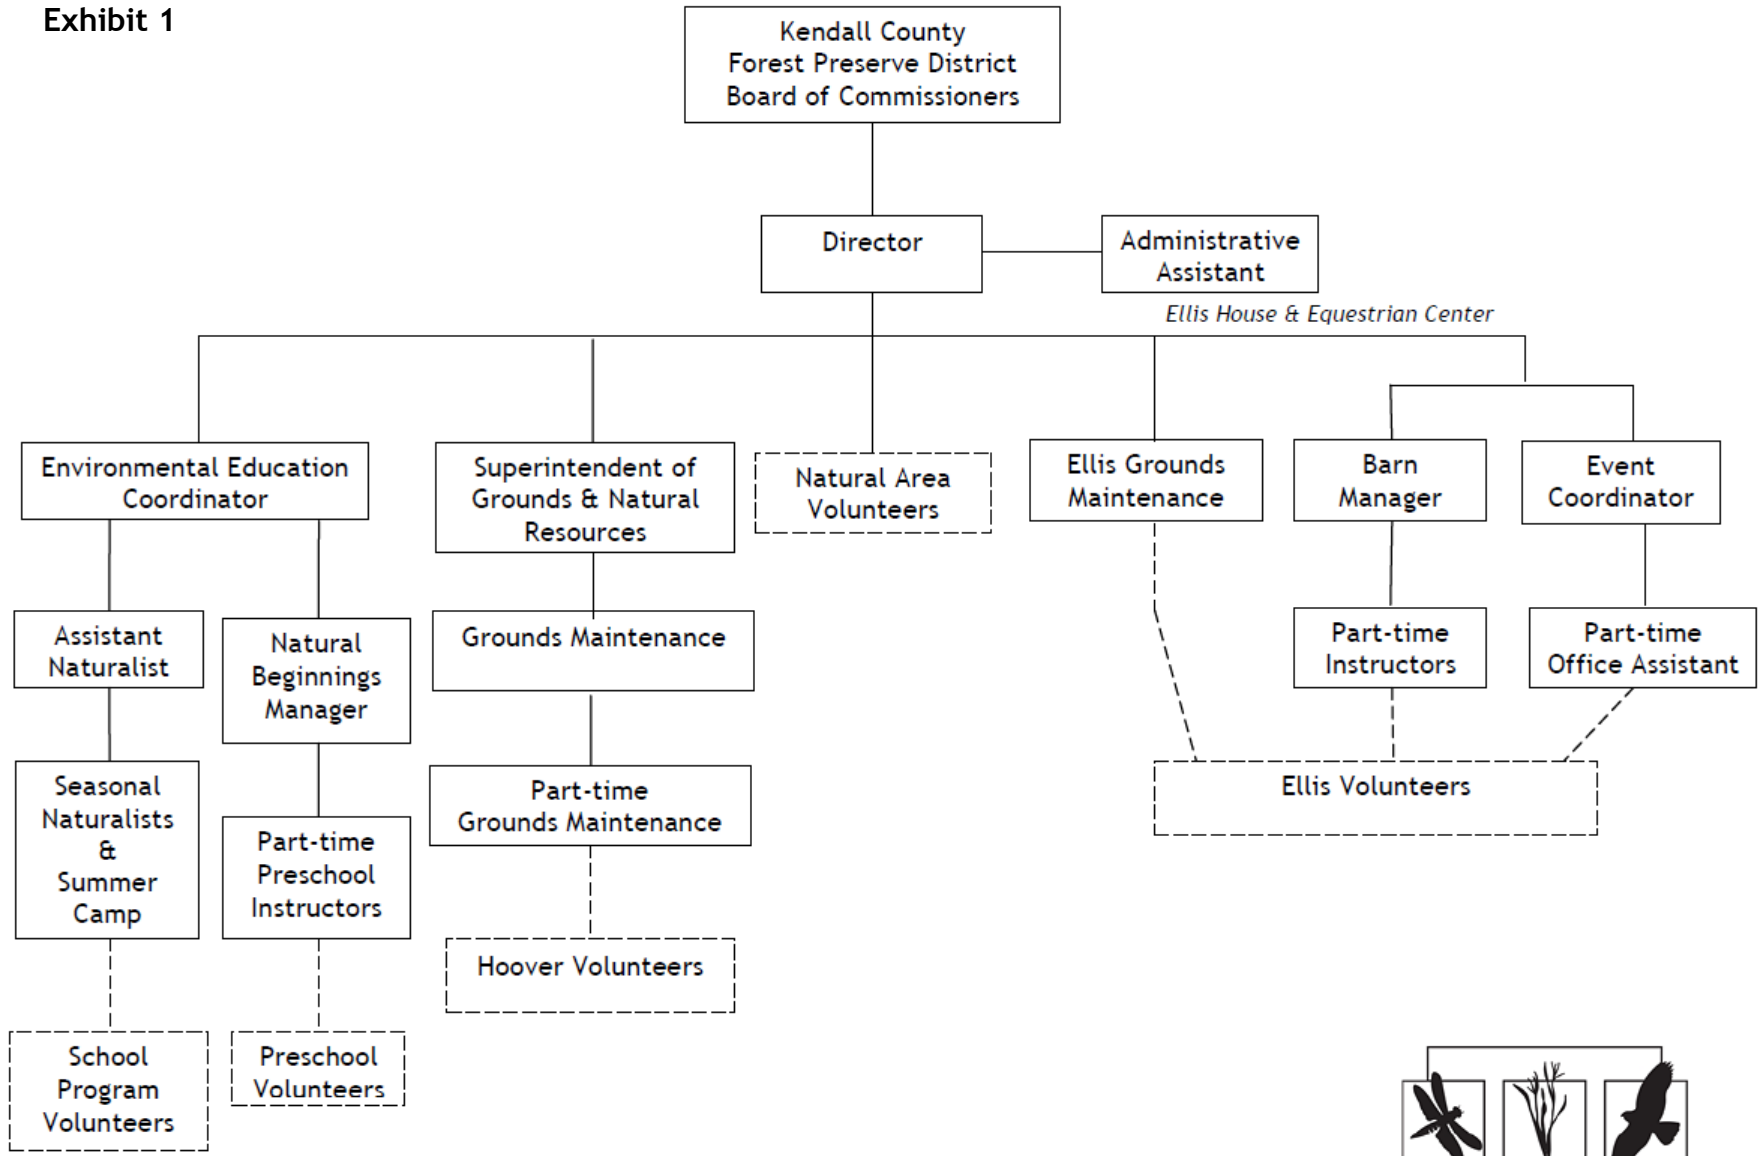 Exhibit 1
Kendall County
Forest Preserve District
Board of Commissioners
Director
Administrative
Assistant
Ellis House & Equestrian Center
Environmental Education
Coordinator
Superintendent of
Grounds & Natural
Resources
Natural Area
Volunteers
Ellis Grounds
Maintenance
Barn
Manager
Event
Coordinator
Assistant
Naturalist
Natural
Beginnings
Manager
Grounds Maintenance
Part-time
Instructors
Part-time
Office Assistant
Seasonal
Naturalists
&
Summer
Camp
Part-time
Preschool
Instructors
Part-time
Grounds Maintenance
Ellis Volunteers
Hoover Volunteers
School
Program
Volunteers
Preschool
Volunteers